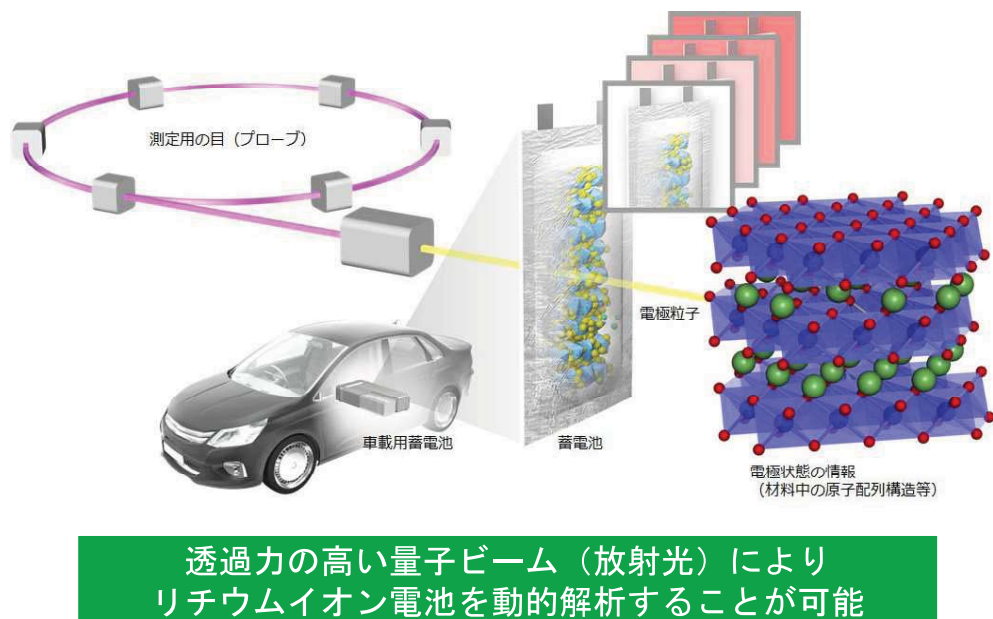 測定用の目（プローブ）
電極粒子
車載用蓄電池
蓄電池
電極状態の情報
（材料中の原子配列構造等）
透過力の高い量子ビーム（放射光）により
リチウムイオン電池を動的解析することが可能